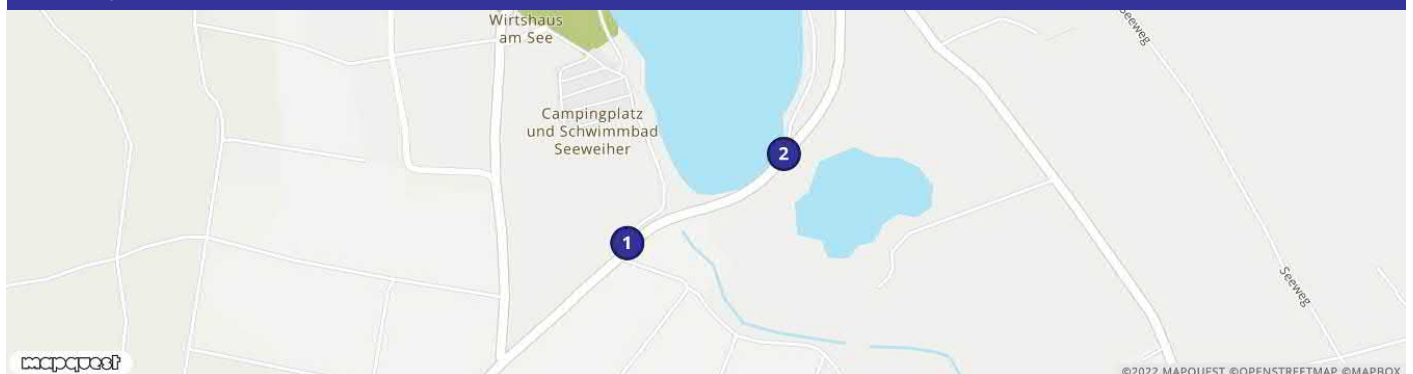 Wirtshaus
am See
Seeweg
Campingplatz
und Schwimmbad
Seeweiher
2
1
Seeweg
mapquest
©2022 MAPQUEST ©OPENSTREETMAP ©MAPBOX